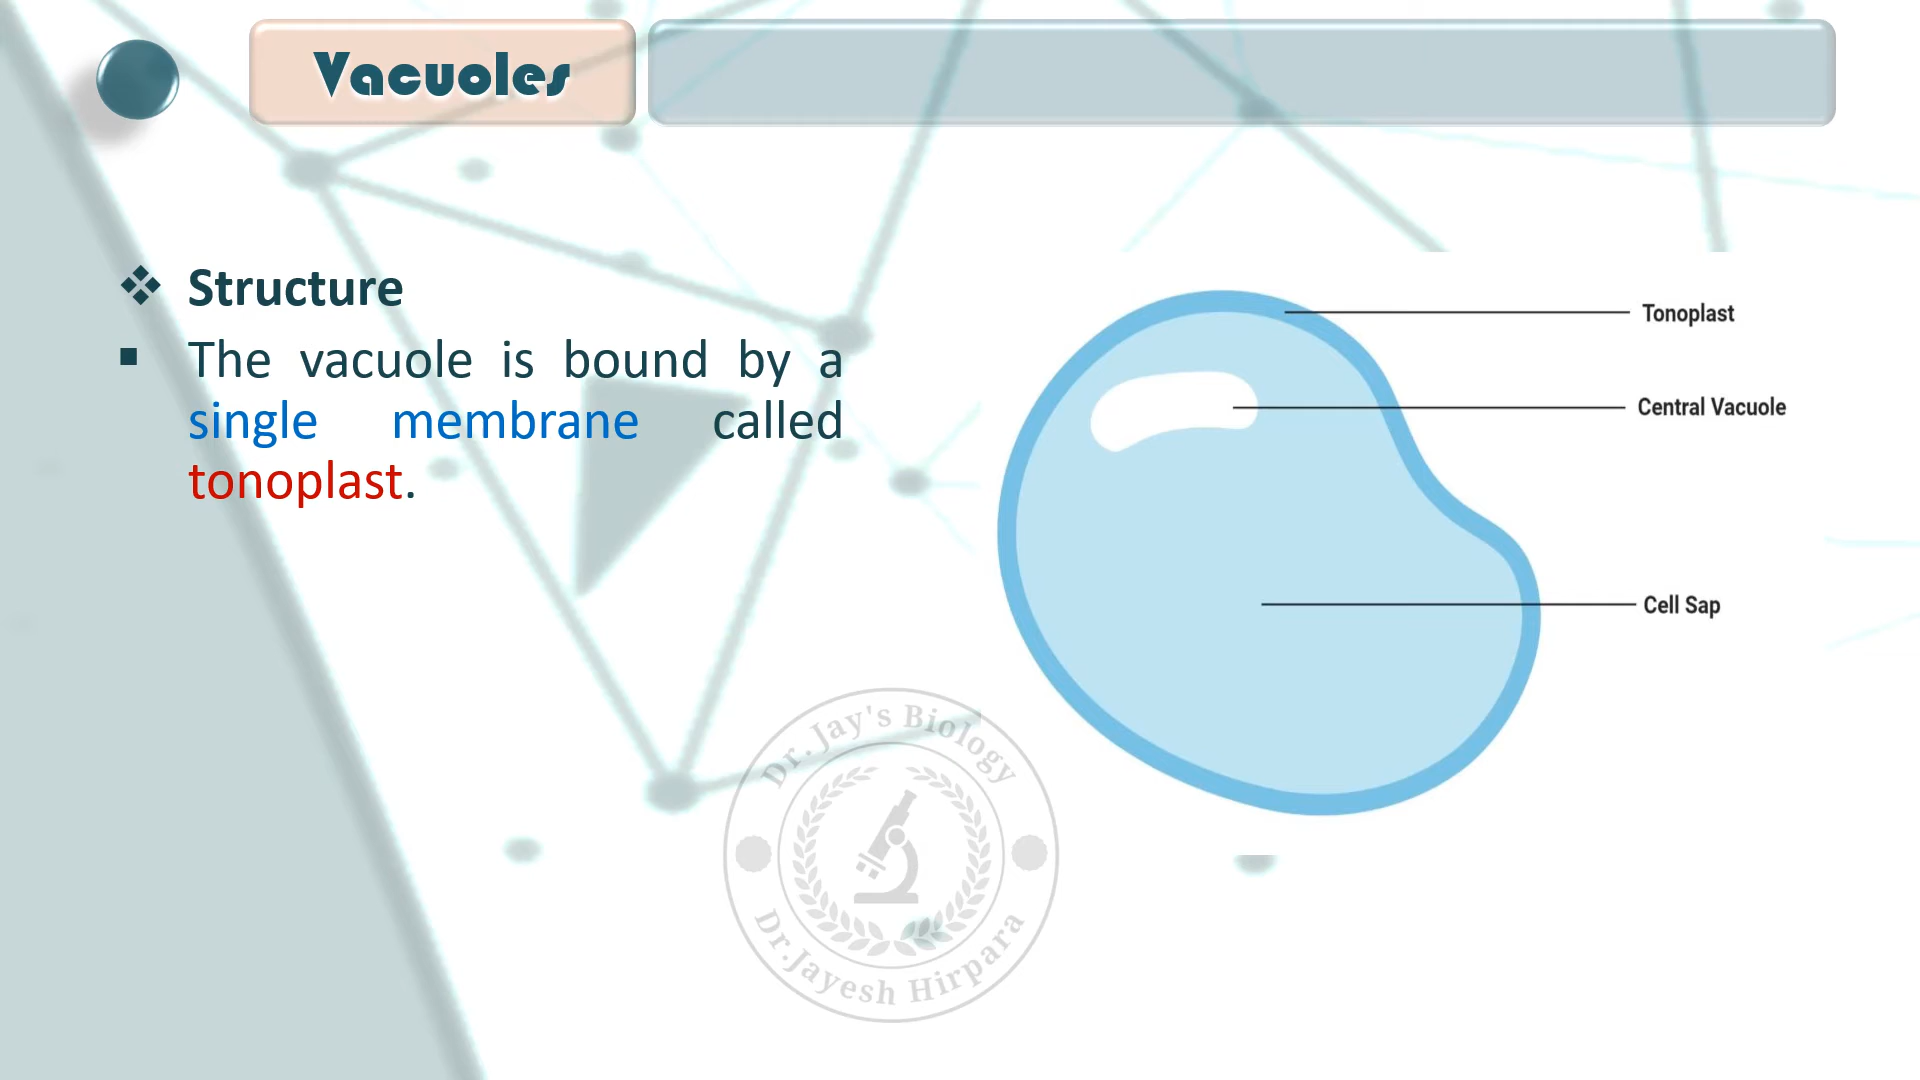 Vacuoles
❖ Structure
▪ The vacuole is bound by a
single membrane called
tonoplast.
Tonoplast
Central Vacuole
Cell Sap
Dr.Jay's Biology
Dr.Jayesh Hirpara